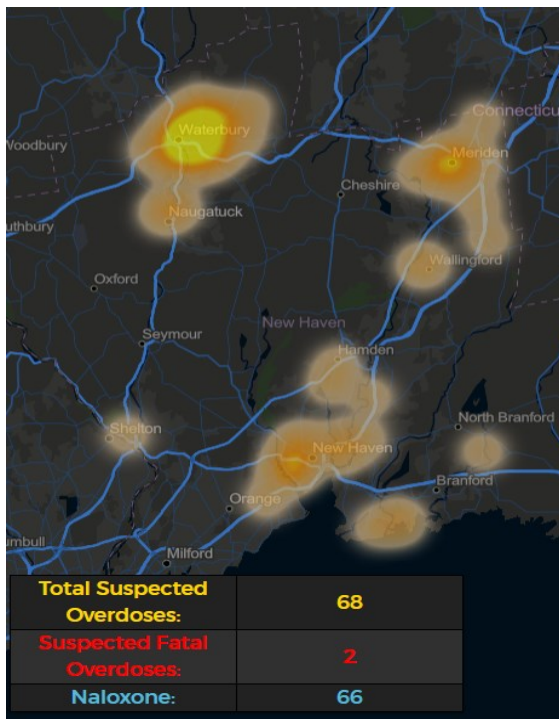 Connecticu
Waterbury
Woodbury
Meriden
Cheshire
Naugatuck
uthbury
Wallingford
Oxford
New Haven
Seymour
Hamden
North Branford
Shelton
New Haven
Branford
Orange
umbull
Milford
Total Suspected
Overdoses:
68
Suspected Fatal
Overdoses:
2
Naloxone:
66